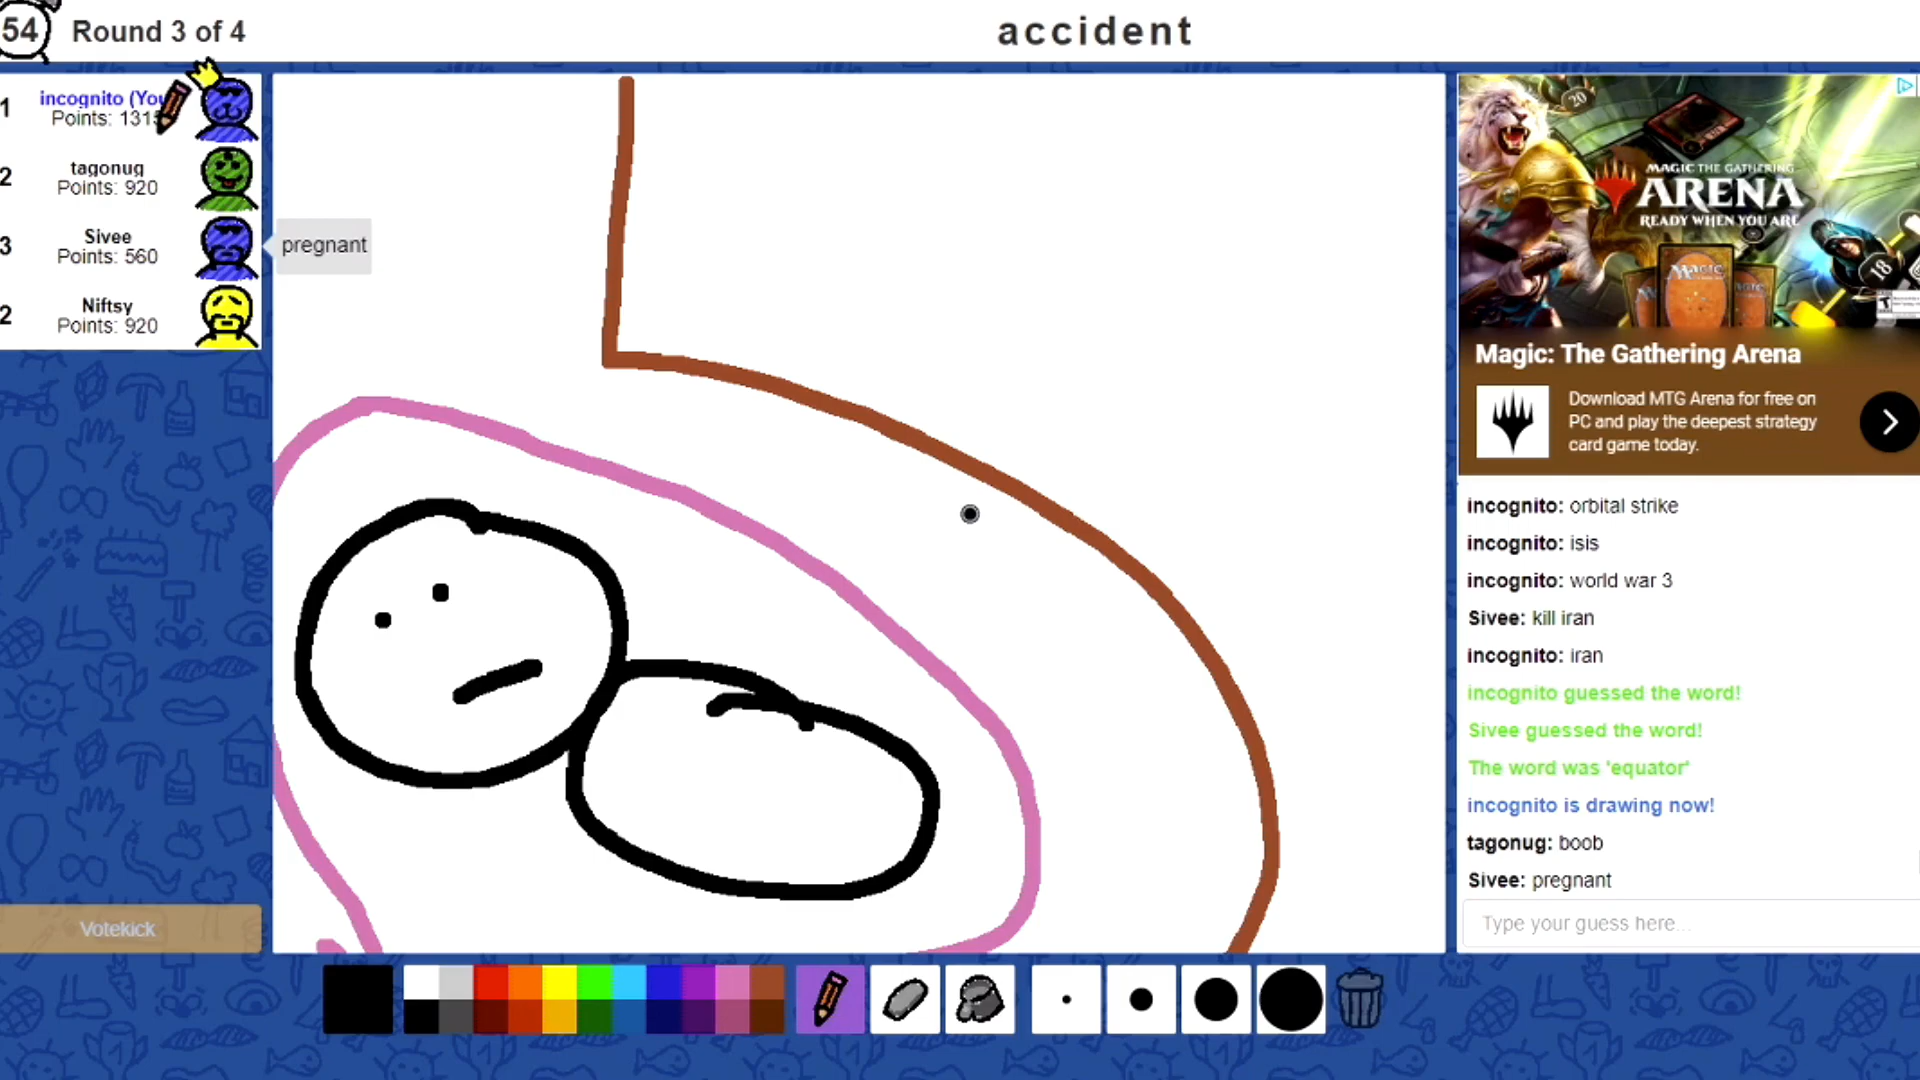 54 Round 3 of 4
accident
1
incognito (You
Points: 1315
2
tagonug
Points: 920
3
Sivee
Points: 560
pregnant
2
Niftsy
Points: 920
20
MAGIC THE GATHERING
ARENA
READY WHEN YOU ARE
18
MAGIC
Magic: The Gathering Arena
Download MTG Arena for free on
PC and play the deepest strategy
card game today.
incognito: orbital strike
incognito: isis
incognito: world war 3
Sivee: kill iran
incognito: iran
incognito guessed the word!
Sivee guessed the word!
The word was 'equator'
incognito is drawing now!
tagonug: boob
Sivee: pregnant
Type your guess here...
Votekick